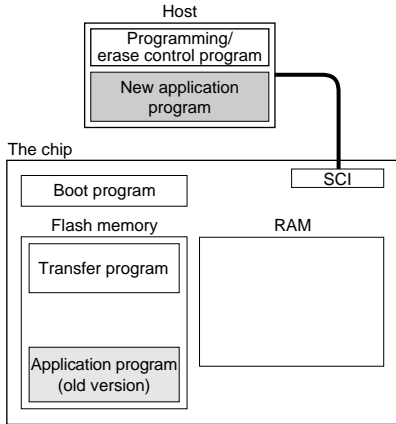 Host
Programming/
erase control program
New application
program
The chip
SCI
Boot program
Flash memory
RAM
Transfer program
Application program
(old version)